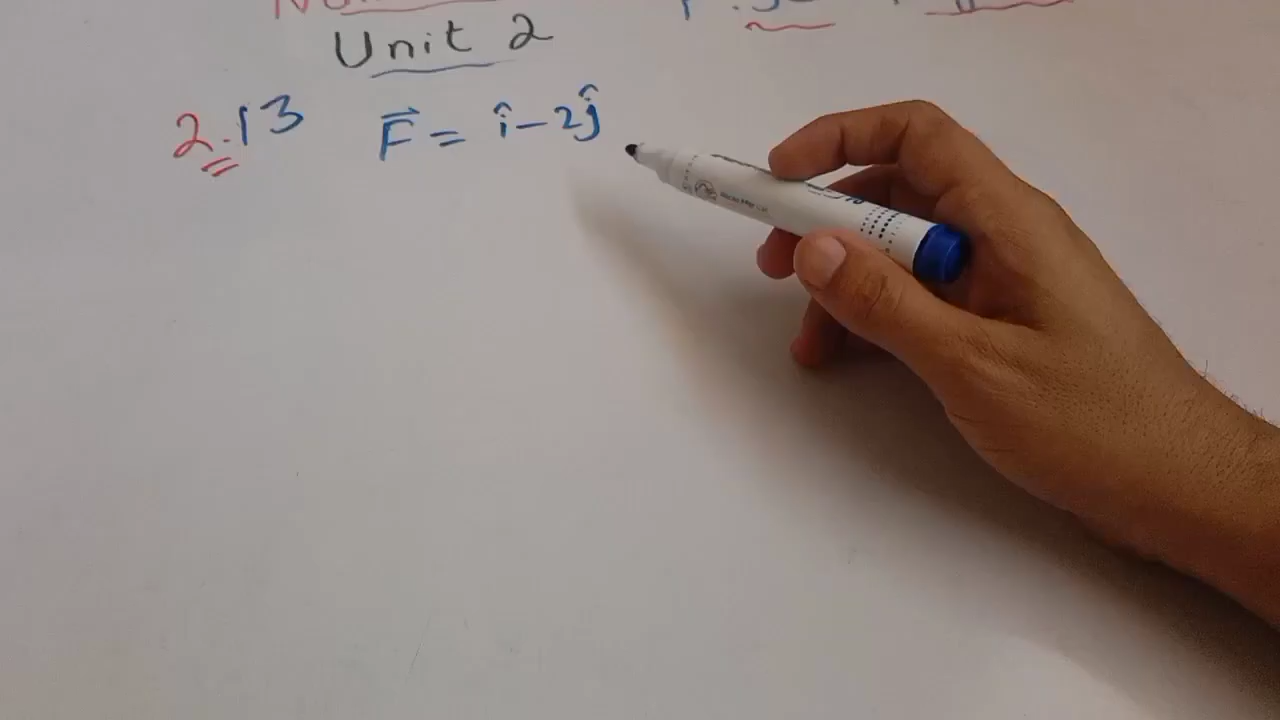 Unit 2
2.13 F⃗ = î - 2ĵ